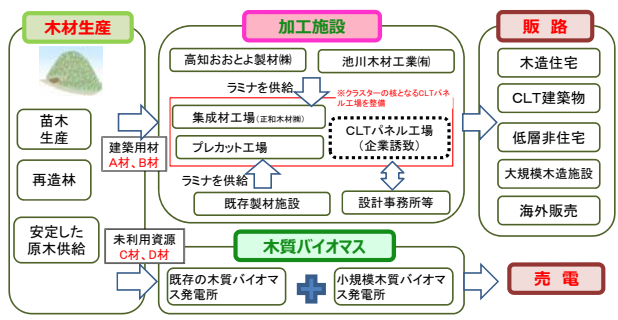 木材生産
苗木
生産
再造林
安定した
原木供給
建築用材
A材、B材
未利用資源
C材、D材
加工施設
高知おおとよ製材㈱
池川木材工業㈲
ラミナを供給
※クラスターの核となるCLTパネ
ル工場を整備
集成材工場(正和木材㈱)
プレカット工場
CLTパネル工場
(企業誘致)
ラミナを供給
既存製材施設
設計事務所等
木質バイオマス
既存の木質バイオマ
ス発電所
小規模木質バイオマ
ス発電所
販路
木造住宅
CLT建築物
低層非住宅
大規模木造施設
海外販売
売電